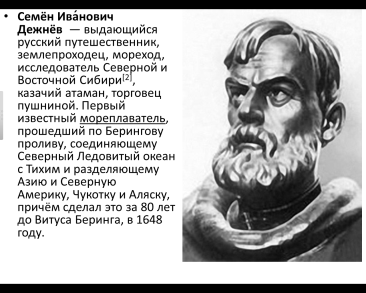 • Семён Ива́нович
Дежнёв — выдающийся
русский путешественник,
землепроходец, мореход,
исследователь Северной и
Восточной Сибири[2],
казачий атаман, торговец
пушниной. Первый
известный мореплаватель,
прошедший по Берингову
проливу, соединяющему
Северный Ледовитый океан
с Тихим и разделяющему
Азию и Северную
Америку, Чукотку и Аляску,
причём сделал это за 80 лет
до Витуса Беринга, в 1648
году.